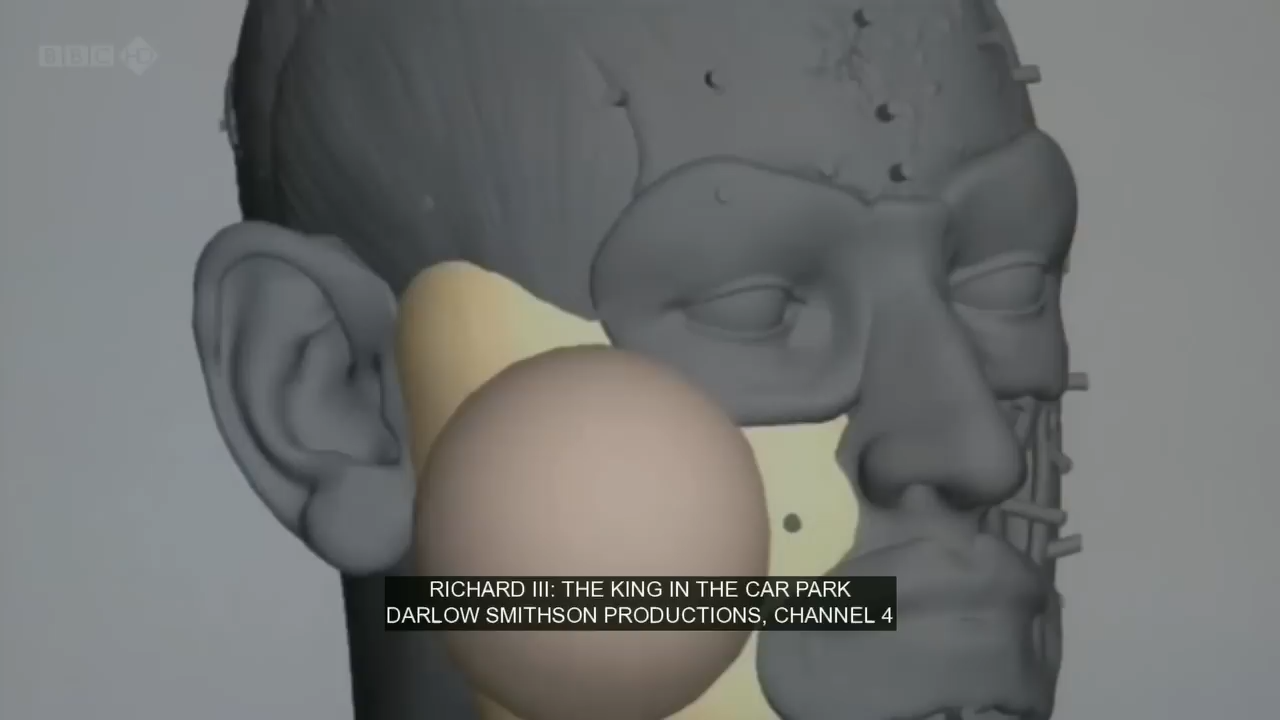 BBC HD
RICHARD III: THE KING IN THE CAR PARK
DARLOW SMITHSON PRODUCTIONS, CHANNEL 4